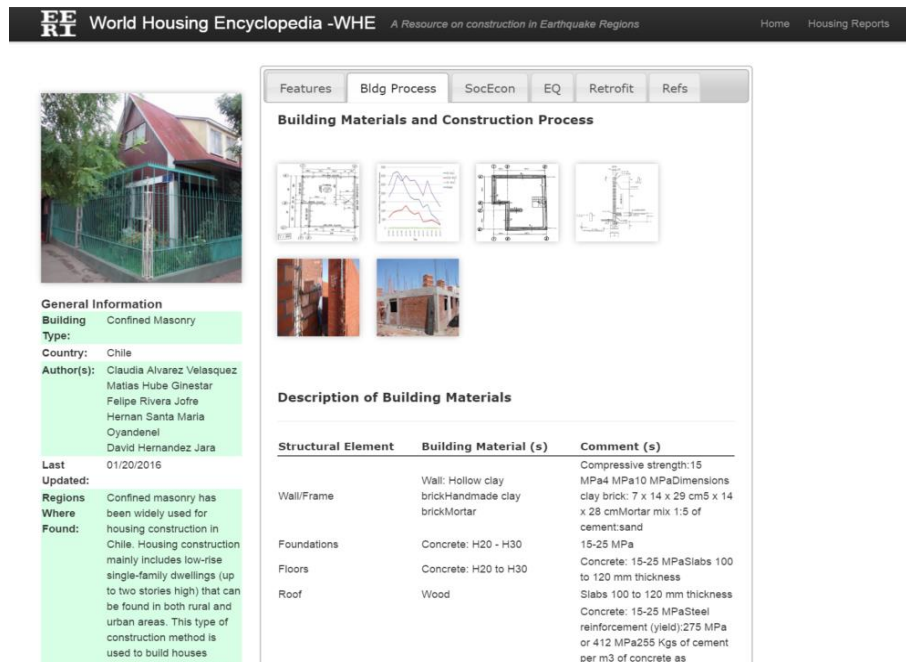 EERI World Housing Encyclopedia -WHE A Resource on construction in Earthquake Regions Home Housing Reports
Features Bldg Process SocEcon EQ Retrofit Refs
Building Materials and Construction Process
General Information
Building Type: Confined Masonry
Country: Chile
Author(s): Claudia Alvarez Velasquez
Matias Hube Ginestar
Felipe Rivera Jofre
Hernan Santa Maria
Oyandenel
David Hernandez Jara
Last Updated: 01/20/2016
Regions Where Found: Confined masonry has
been widely used for
housing construction in
Chile. Housing construction
mainly includes low-rise
single-family dwellings (up
to two stories high) that can
be found in both rural and
urban areas. This type of
construction method is
used to build houses
Description of Building Materials
Structural Element Building Material (s) Comment (s)
Wall/Frame
Wall: Hollow clay
brickHandmade clay
brickMortar
Compressive strength:15
MPa4 MPa10 MPaDimensions
clay brick: 7 x 14 x 29 cm5 x 14
x 28 cmMortar mix 1:5 of
cement:sand
Foundations Concrete: H20 - H30 15-25 MPa
Floors Concrete: H20 to H30
Concrete: 15-25 MPaSlabs 100
to 120 mm thickness
Roof Wood Slabs 100 to 120 mm thickness
Concrete: 15-25 MPaSteel
reinforcement (yield):275 MPa
or 412 MPa255 Kgs of cement
per m3 of concrete as